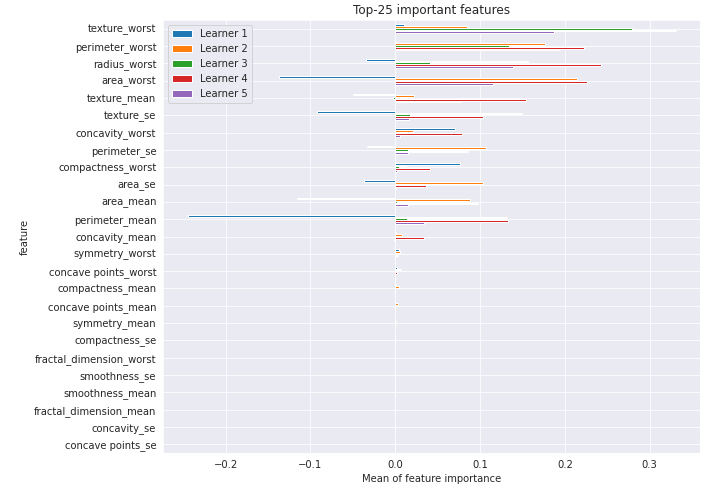 Top-25 important features
Learner 1
Learner 2
Learner 3
Learner 4
Learner 5
feature
texture_worst
perimeter_worst
radius_worst
area_worst
texture_mean
texture_se
concavity_worst
perimeter_se
compactness_worst
area_se
area_mean
perimeter_mean
concavity_mean
symmetry_worst
concave points_worst
compactness_mean
concave points_mean
symmetry_mean
compactness_se
fractal_dimension_worst
smoothness_se
smoothness_mean
fractal_dimension_mean
concavity_se
concave points_se
−0.2 −0.1 0.0 0.1 0.2 0.3
Mean of feature importance